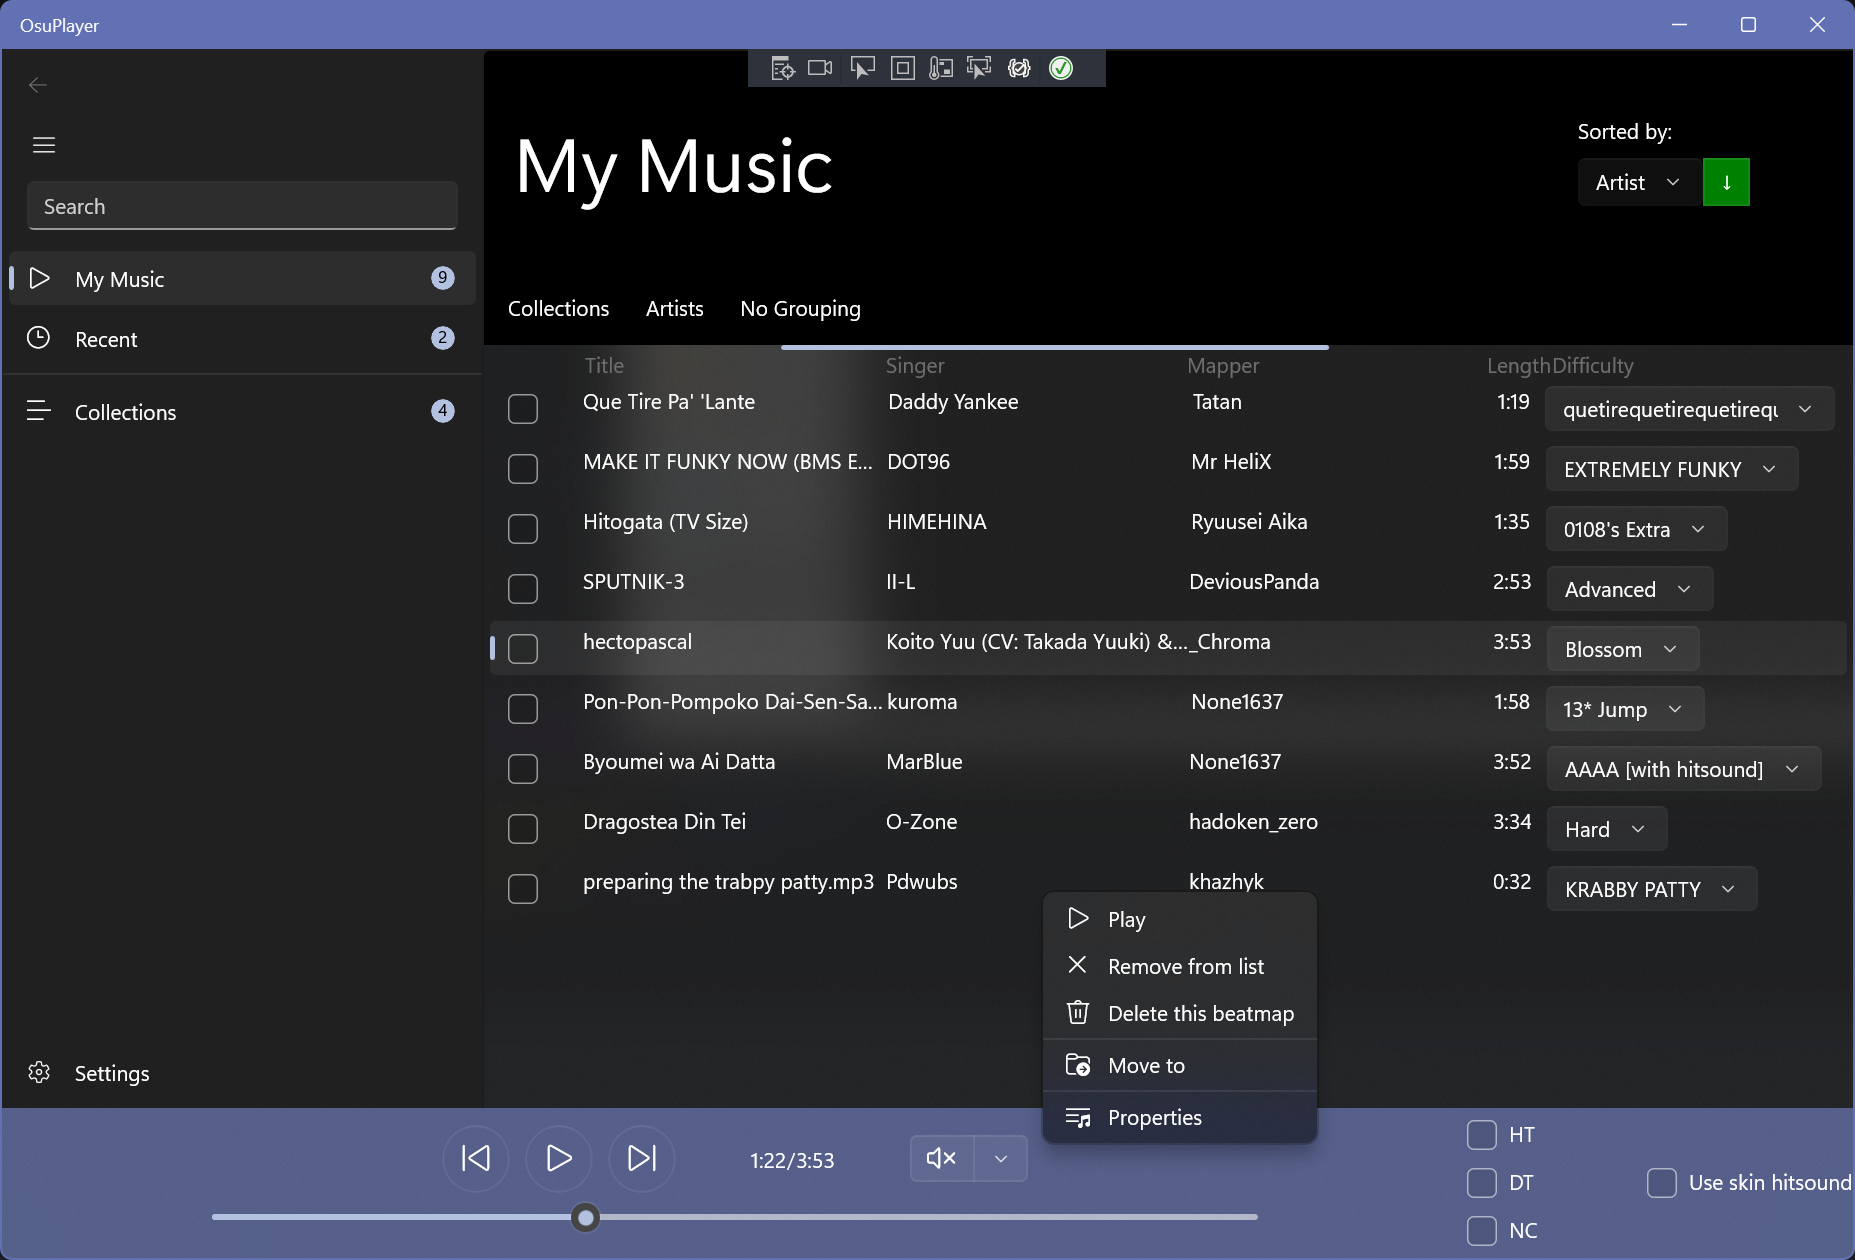 OsuPlayer
Search
My Music 9
Recent 2
Collections 4
Settings
My Music
Sorted by:
Artist ↓
Collections Artists No Grouping
Title Singer Mapper Length Difficulty
Que Tire Pa' 'Lante Daddy Yankee Tatan 1:19 quetirequetirequetirequ
MAKE IT FUNKY NOW (BMS E... DOT96 Mr HeliX 1:59 EXTREMELY FUNKY
Hitogata (TV Size) HIMEHINA Ryuusei Aika 1:35 0108's Extra
SPUTNIK-3 II-L DeviousPanda 2:53 Advanced
hectopascal Koito Yuu (CV: Takada Yuuki) &... _Chroma 3:53 Blossom
Pon-Pon-Pompoko Dai-Sen-Sa... kuroma None1637 1:58 13* Jump
Byoumei wa Ai Datta MarBlue None1637 3:52 AAAA [with hitsound]
Dragostea Din Tei O-Zone hadoken_zero 3:34 Hard
preparing the trabpy patty.mp3 Pdwubs khazhyk 0:32 KRABBY PATTY
Play
Remove from list
Delete this beatmap
Move to
Properties
1:22/3:53
HT
DT
NC
Use skin hitsound